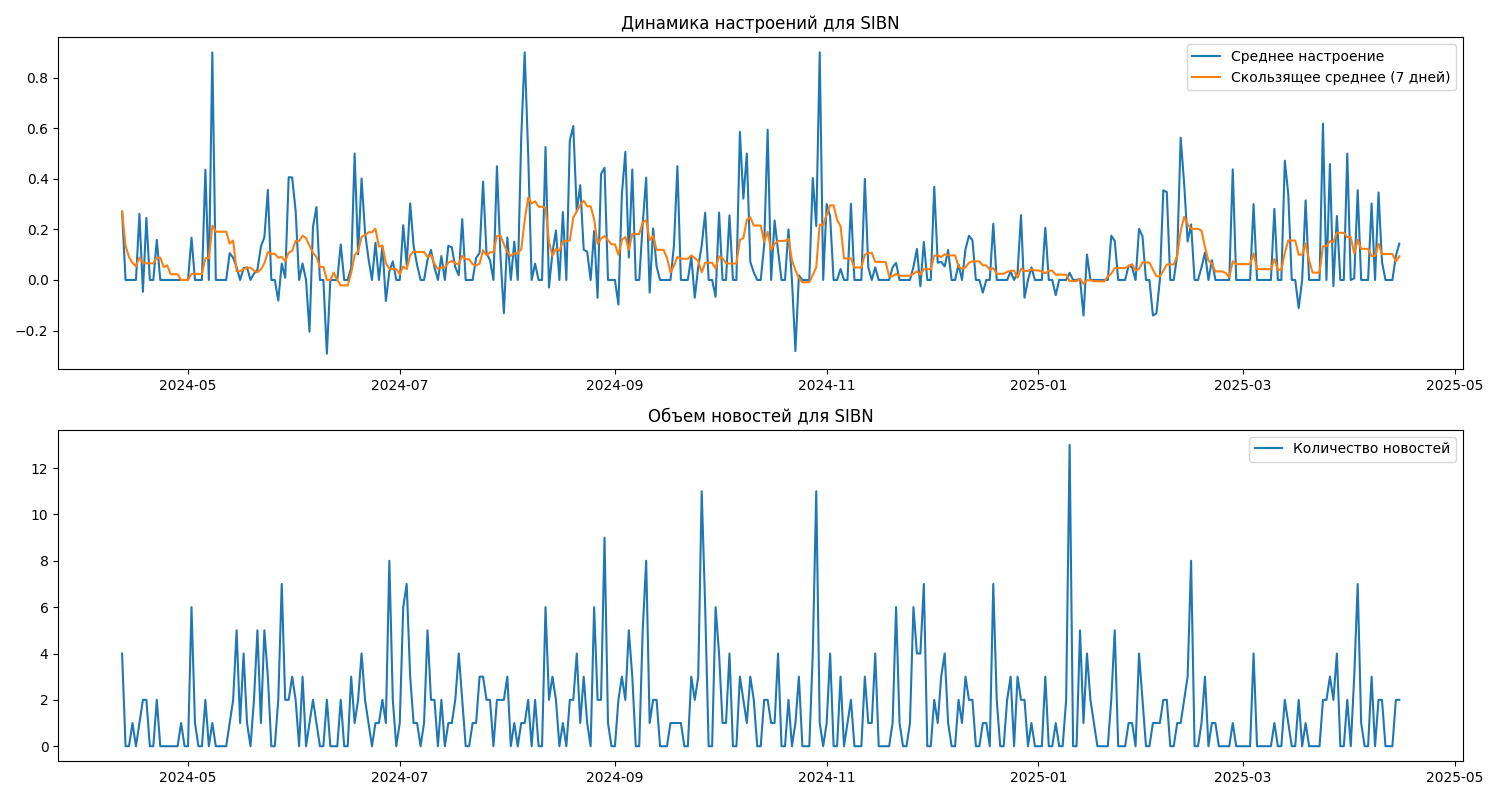 Динамика настроений для SIBN
Среднее настроение
Скользящее среднее (7 дней)
0.8
0.6
0.4
0.2
0.0
−0.2
2024-05 2024-07 2024-09 2024-11 2025-01 2025-03 2025-05
Объем новостей для SIBN
Количество новостей
12
10
8
6
4
2
0
2024-05 2024-07 2024-09 2024-11 2025-01 2025-03 2025-05